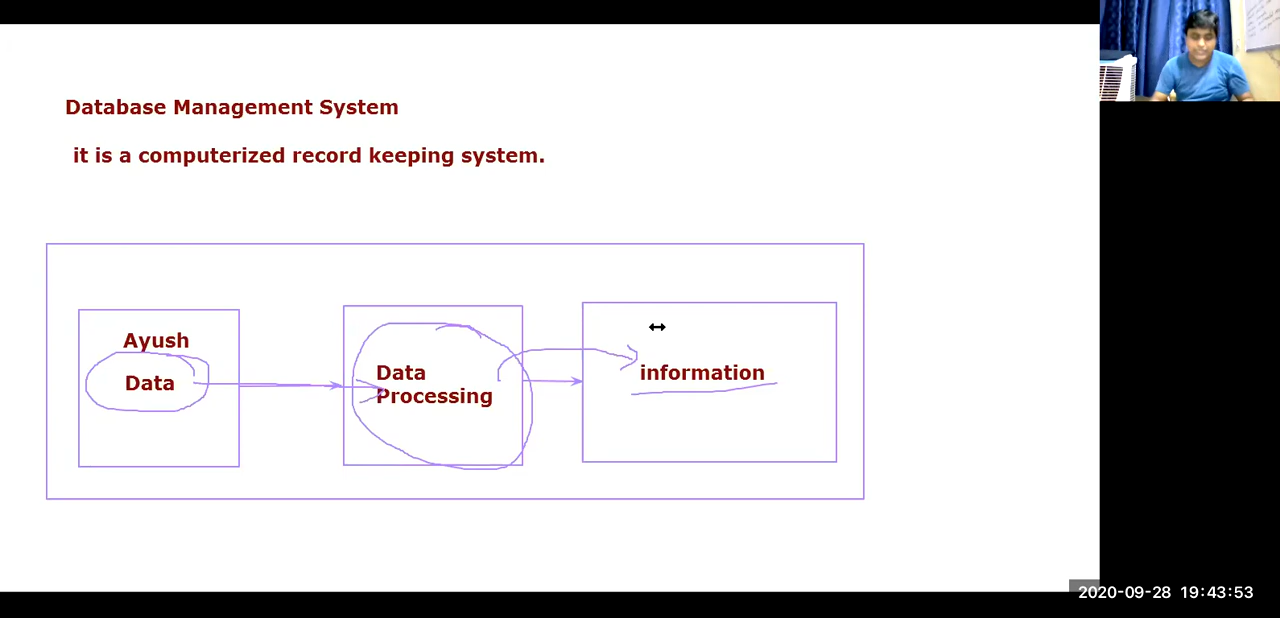 Database Management System
it is a computerized record keeping system.
Ayush
Data
Data
Processing
information
2020-09-28 19:43:53